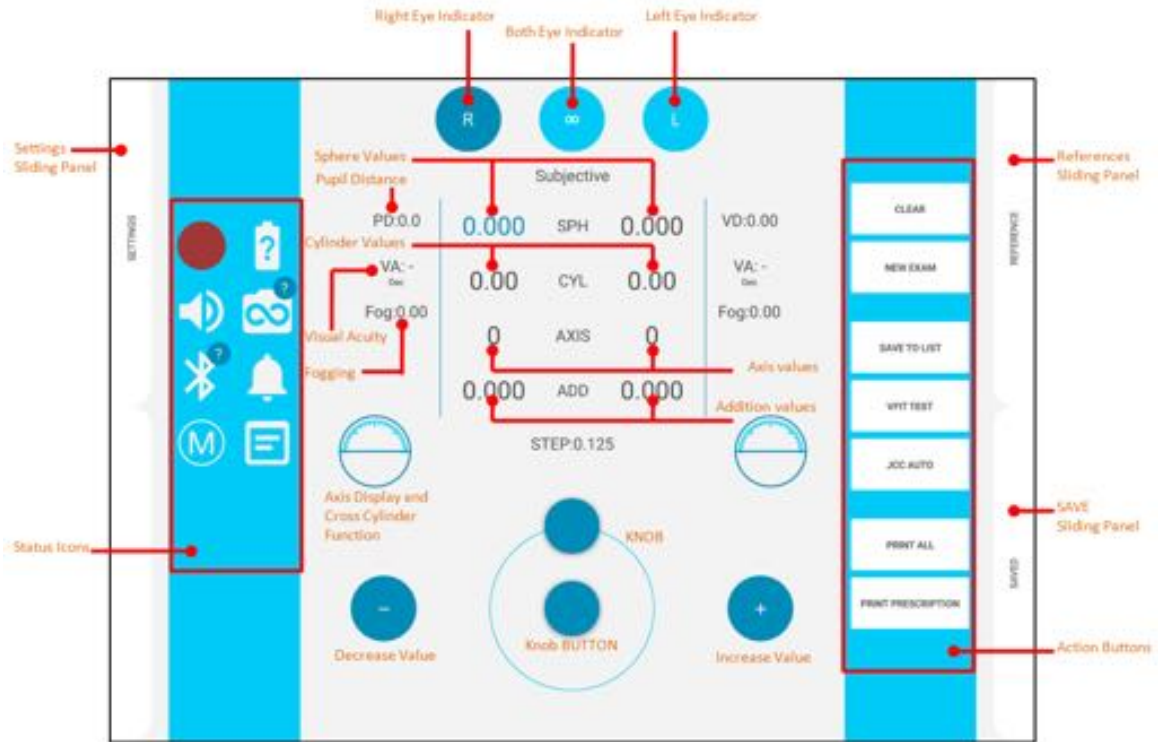 Right Eye Indicator
Both Eye Indicator
Left Eye Indicator
R
∞
L
Settings
Sliding Panel
SETTINGS
?
?
?
M
Status Icons
Sphere Values
Pupil Distance
Subjective
PD:0.0
0.000 SPH 0.000
VD:0.00
Cylinder Values
VA: -
Dec
0.00 CYL 0.00
VA: -
Dec
Fog:0.00
Fog:0.00
Visual Acuity
0 AXIS 0
Fogging
Axis values
0.000 ADD 0.000
Addition values
STEP:0.125
Axis Display and
Cross Cylinder
Function
KNOB
-
Knob BUTTON
+
Decrease Value
Increase Value
CLEAR
NEW EXAM
SAVE TO LIST
VFIT TEST
JCC AUTO
PRINT ALL
PRINT PRESCRIPTION
References
Sliding Panel
REFERENCE
SAVE
Sliding Panel
SAVED
Action Buttons